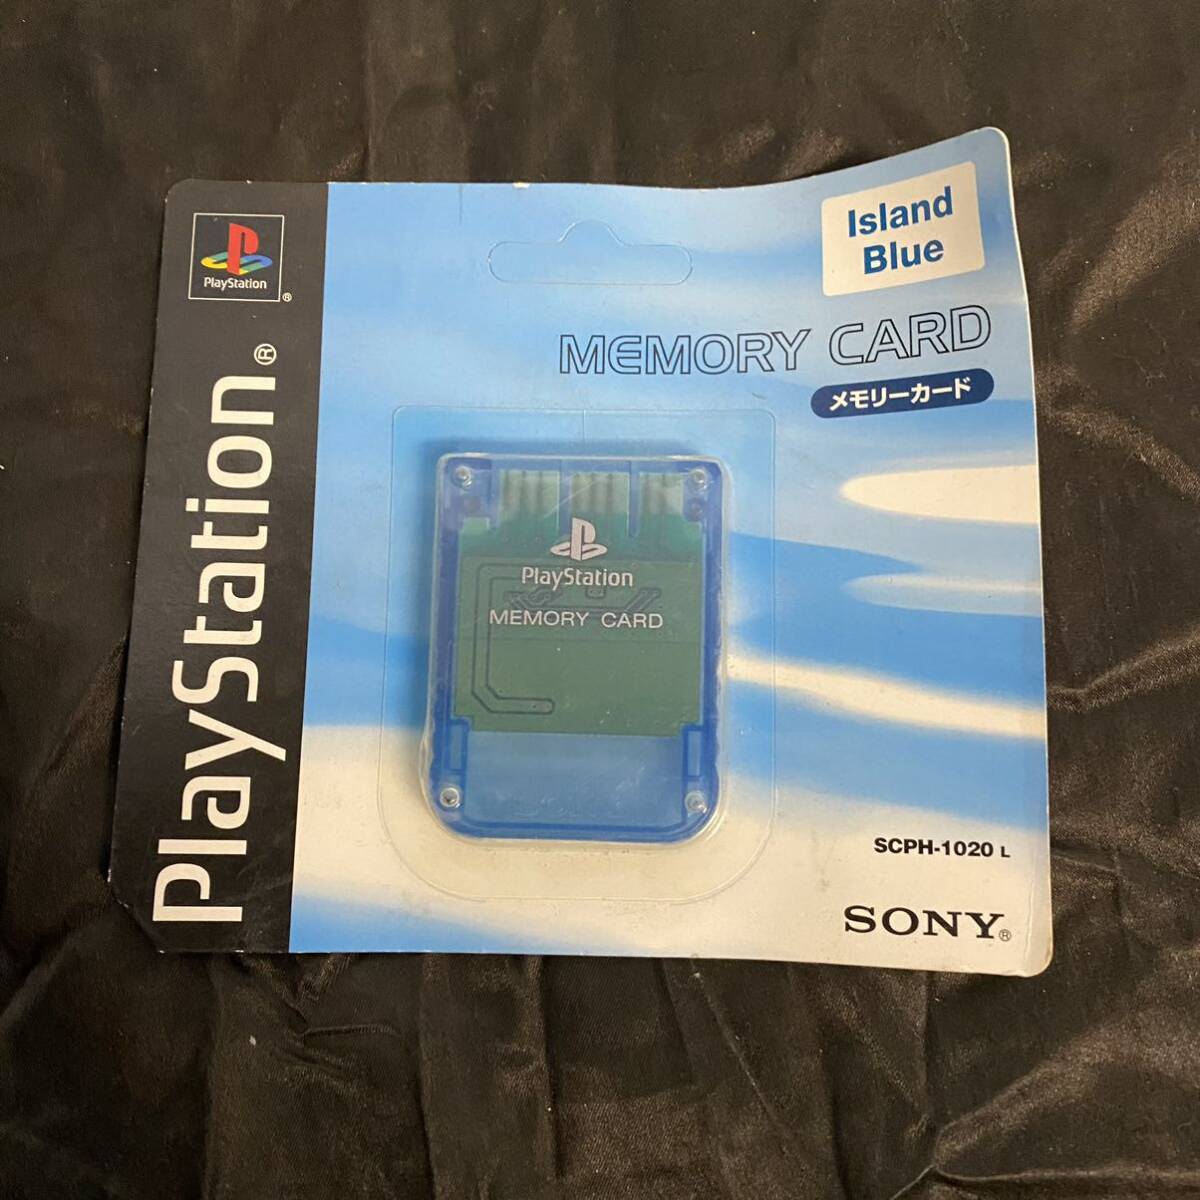 PlayStation
®
PlayStation®
Island
Blue
MEMORY CARD
メモリーカード
PlayStation
MEMORY CARD
SCPH-1020 L
SONY®